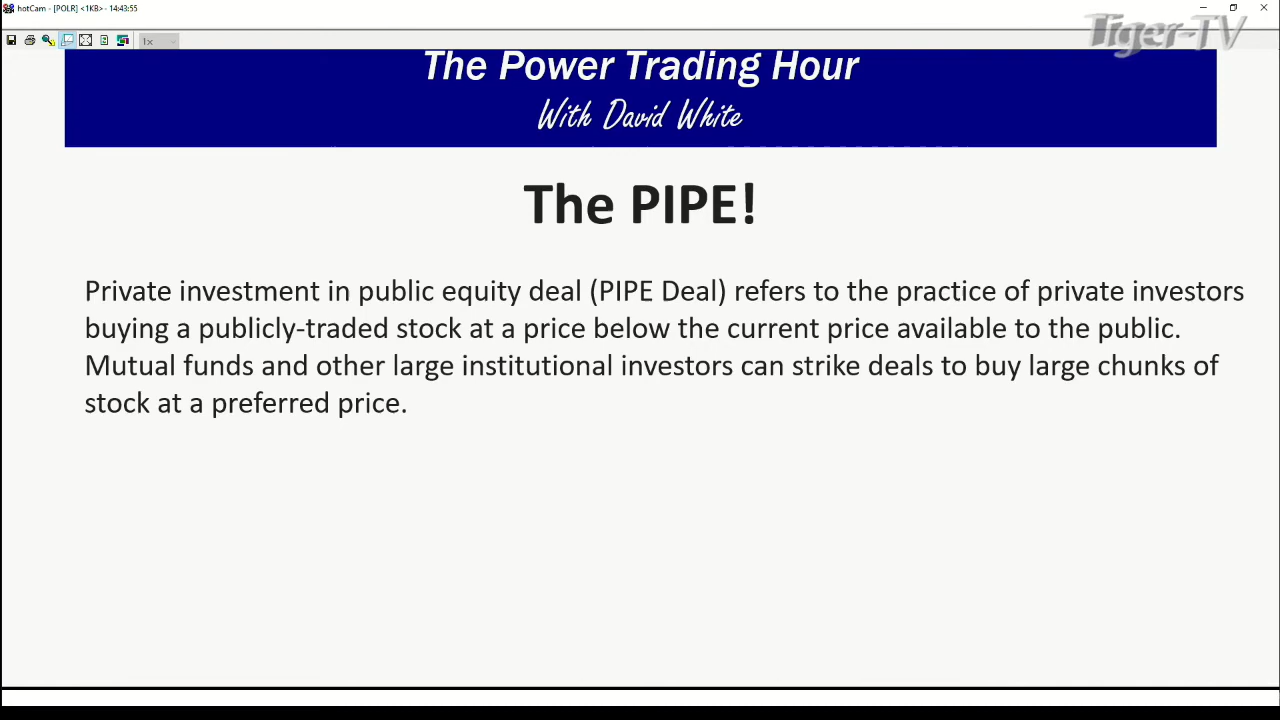 hotCam - [POLR] <1KB> - 14:43:55
Tiger-TV
1x
The Power Trading Hour
With David White
The PIPE!
Private investment in public equity deal (PIPE Deal) refers to the practice of private investors
buying a publicly-traded stock at a price below the current price available to the public.
Mutual funds and other large institutional investors can strike deals to buy large chunks of
stock at a preferred price.